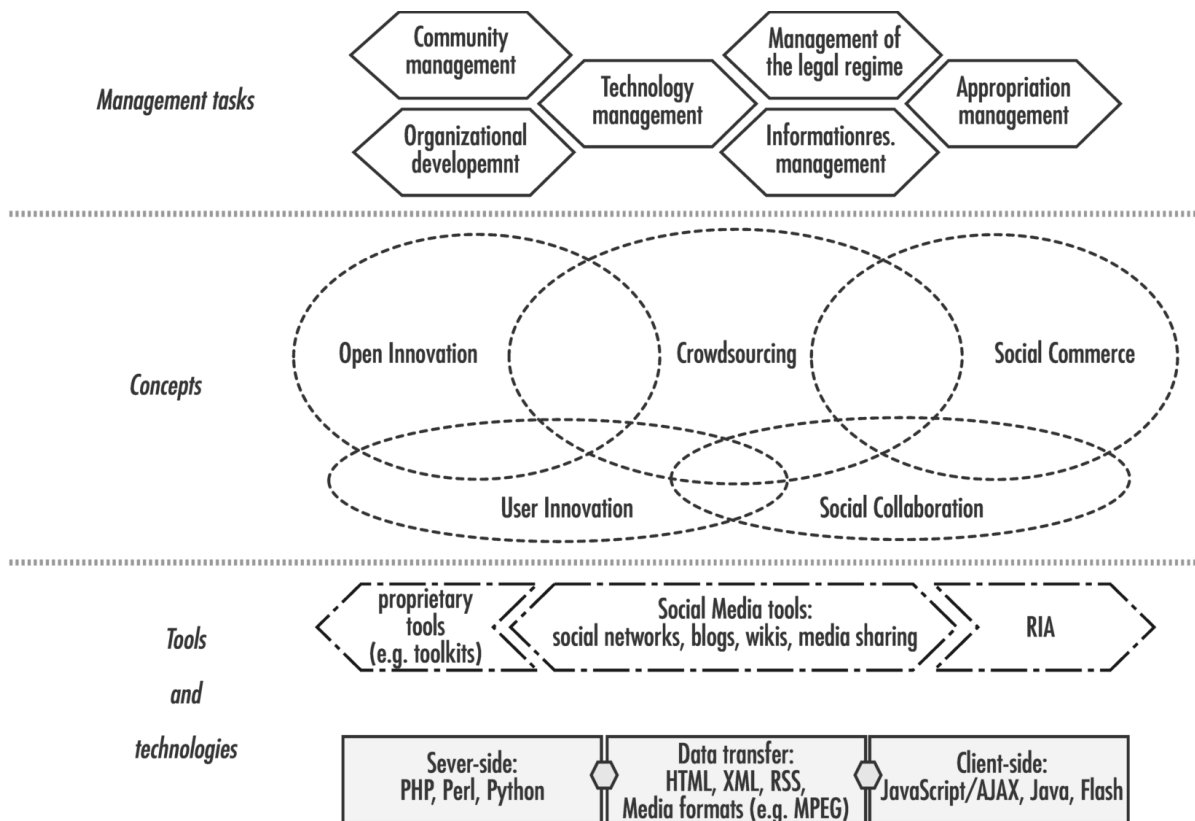 Management tasks
Community
management
Organizational
developemnt
Technology
management
Management of
the legal regime
Informationres.
management
Appropriation
management
Concepts
Open Innovation
Crowdsourcing
Social Commerce
User Innovation
Social Collaboration
Tools
and
technologies
proprietary
tools
(e.g. toolkits)
Social Media tools:
social networks, blogs, wikis, media sharing
RIA
Sever-side:
PHP, Perl, Python
Data transfer:
HTML, XML, RSS,
Media formats (e.g. MPEG)
Client-side:
JavaScript/AJAX, Java, Flash